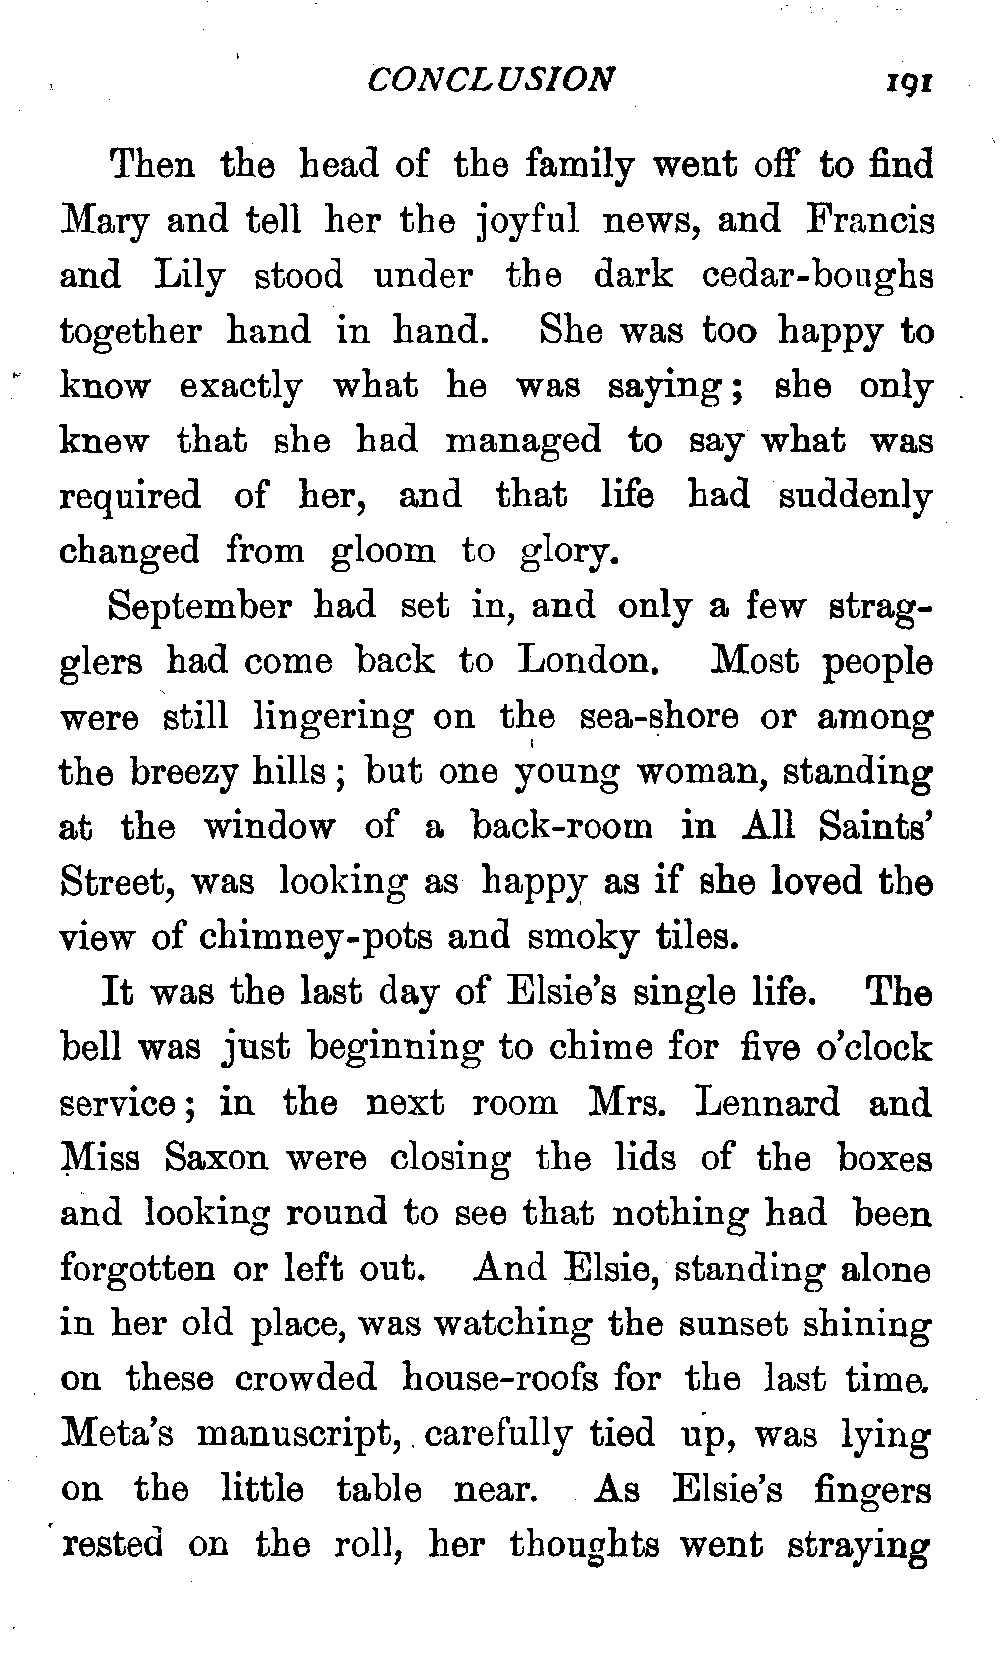 CONCLUSION 191
Then the head of the family went off to find
Mary and tell her the joyful news, and Francis
and Lily stood under the dark cedar-boughs
together hand in hand. She was too happy to
know exactly what he was saying; she only
knew that she had managed to say what was
required of her, and that life had suddenly
changed from gloom to glory.
September had set in, and only a few strag-
glers had come back to London. Most people
were still lingering on the sea-shore or among
the breezy hills; but one young woman, standing
at the window of a back-room in All Saints'
Street, was looking as happy as if she loved the
view of chimney-pots and smoky tiles.
It was the last day of Elsie's single life. The
bell was just beginning to chime for five o'clock
service; in the next room Mrs. Lennard and
Miss Saxon were closing the lids of the boxes
and looking round to see that nothing had been
forgotten or left out. And Elsie, standing alone
in her old place, was watching the sunset shining
on these crowded house-roofs for the last time.
Meta's manuscript, carefully tied up, was lying
on the little table near. As Elsie's fingers
rested on the roll, her thoughts went straying